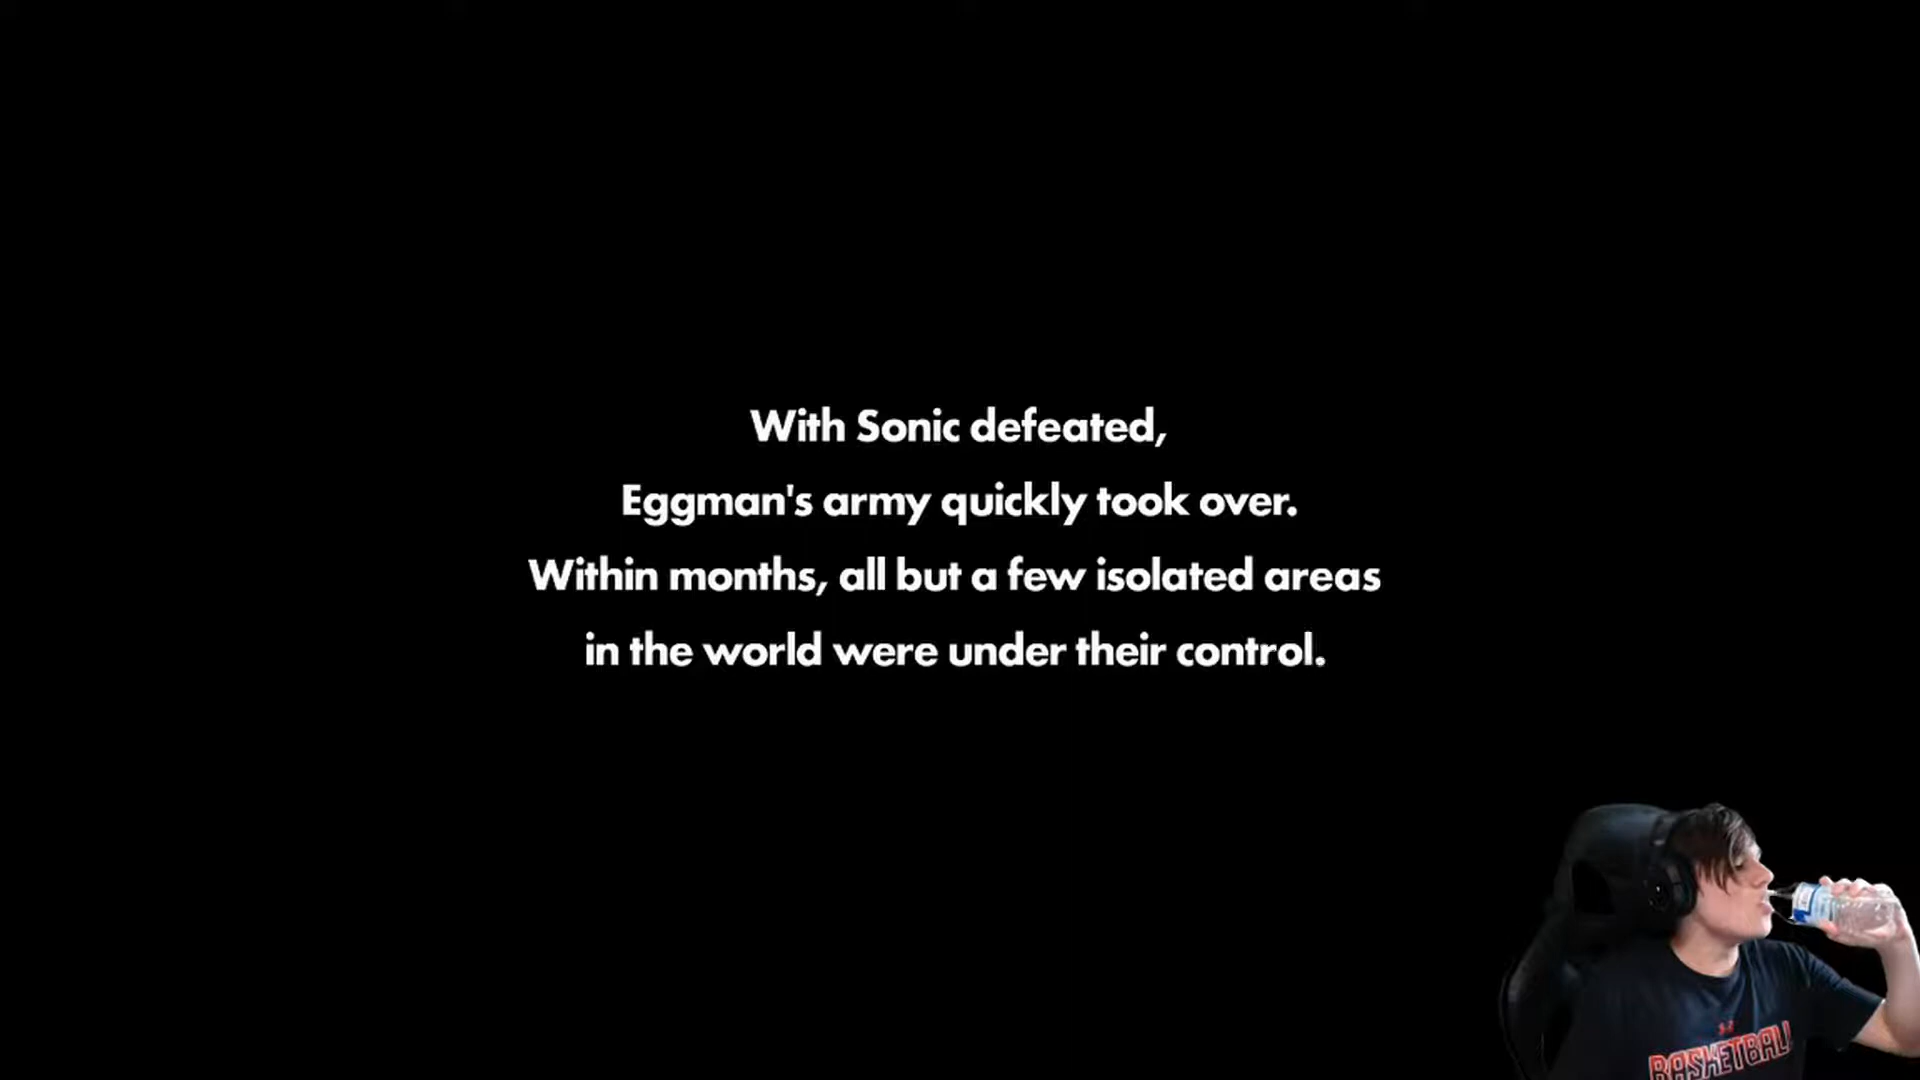 With Sonic defeated,
Eggman's army quickly took over.
Within months, all but a few isolated areas
in the world were under their control.
BASKETBALL